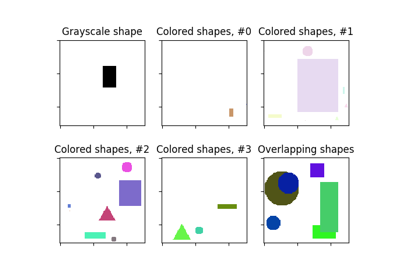 Grayscale shape
Colored shapes, #0
Colored shapes, #1
Colored shapes, #2
Colored shapes, #3
Overlapping shapes